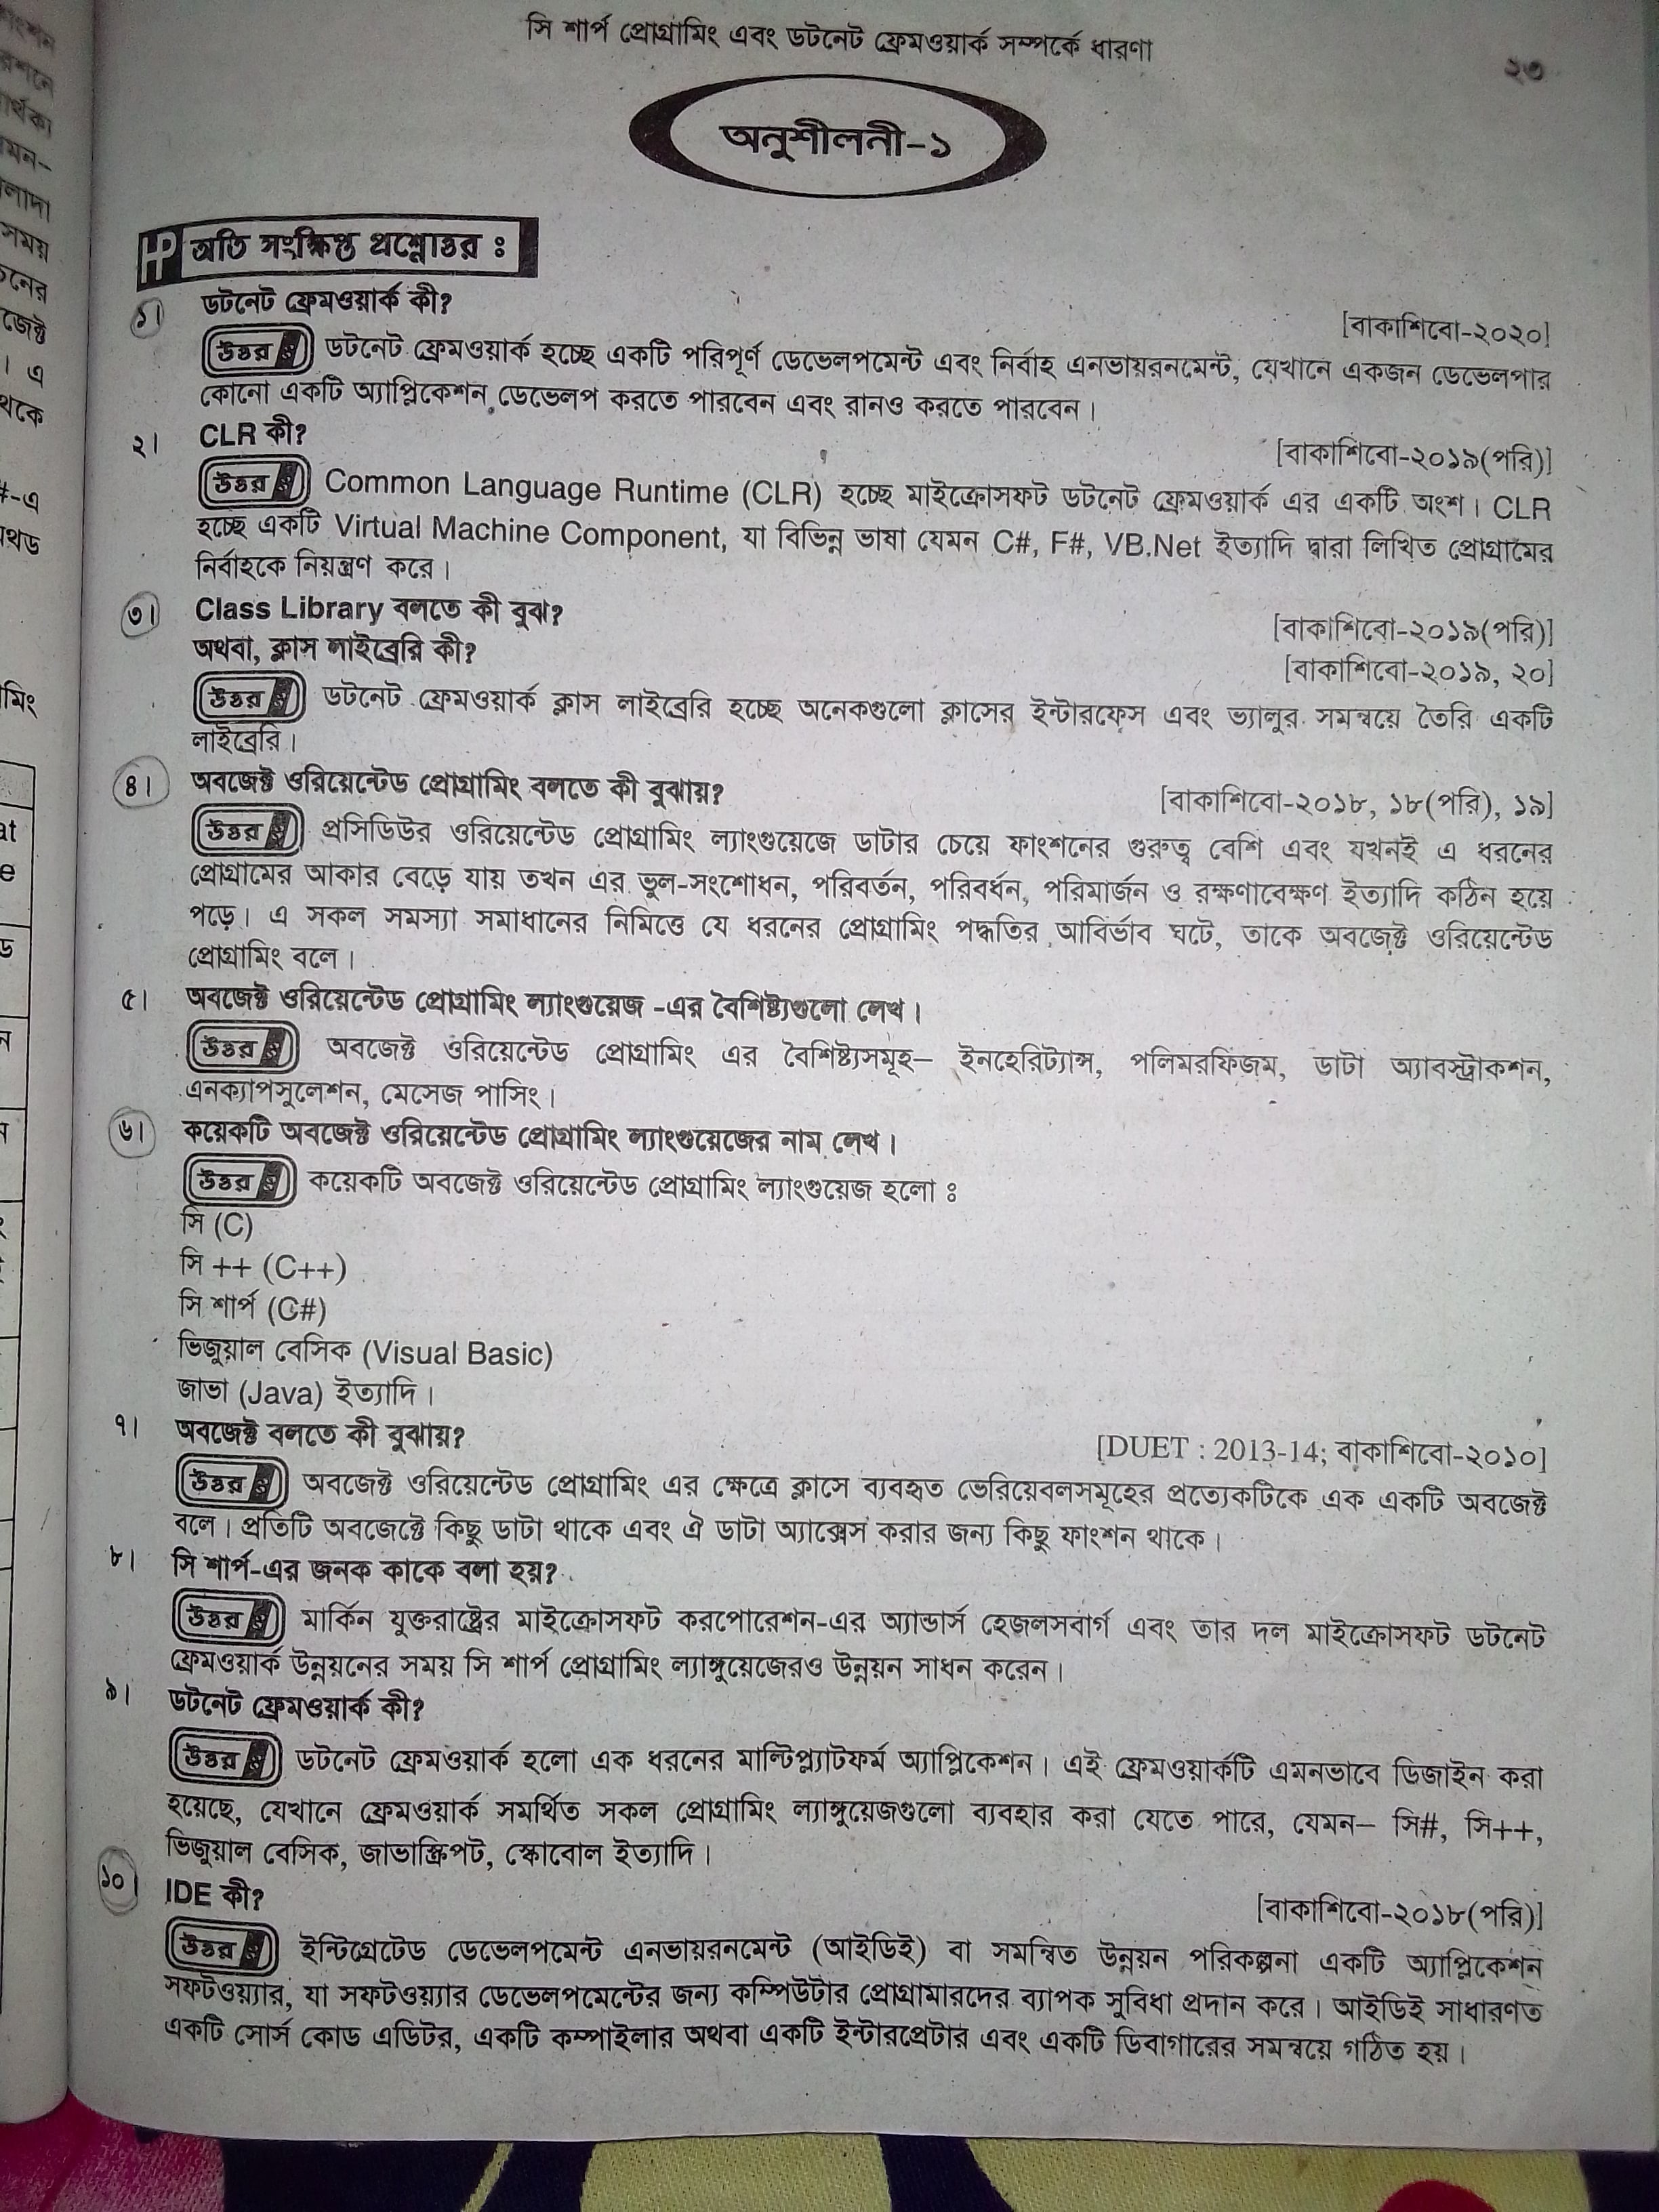 সি শার্প প্রোগ্রামিং এবং ডটনেট ফ্রেমওয়ার্ক সম্পর্কে ধারণা
২৩
অনুশীলনী-১
HP অতি সংক্ষিপ্ত প্রশ্নোত্তর ঃ
১। ডটনেট ফ্রেমওয়ার্ক কী?
[বাকাশিবো-২০২০]
উত্তর ঃ ডটনেট ফ্রেমওয়ার্ক হচ্ছে একটি পরিপূর্ণ ডেভেলপমেন্ট এবং নির্বাহ এনভায়রনমেন্ট, যেখানে একজন ডেভেলপার
কোনো একটি অ্যাপ্লিকেশন ডেভেলপ করতে পারবেন এবং রানও করতে পারবেন।
২। CLR কী?
[বাকাশিবো-২০১৯(পরি)]
উত্তর ঃ Common Language Runtime (CLR) হচ্ছে মাইক্রোসফট ডটনেট ফ্রেমওয়ার্ক এর একটি অংশ। CLR
হচ্ছে একটি Virtual Machine Component, যা বিভিন্ন ভাষা যেমন C#, F#, VB.Net ইত্যাদি দ্বারা লিখিত প্রোগ্রামের
নির্বাহকে নিয়ন্ত্রণ করে।
৩। Class Library বলতে কী বুঝ?
[বাকাশিবো-২০১৯(পরি)]
অথবা, ক্লাস লাইব্রেরি কী?
[বাকাশিবো-২০১৯, ২০]
উত্তর ঃ ডটনেট ফ্রেমওয়ার্ক ক্লাস লাইব্রেরি হচ্ছে অনেকগুলো ক্লাসের ইন্টারফেস এবং ভ্যালুর সমন্বয়ে তৈরি একটি
লাইব্রেরি।
৪। অবজেক্ট ওরিয়েন্টেড প্রোগ্রামিং বলতে কী বুঝায়?
[বাকাশিবো-২০১৮, ১৮(পরি), ১৯]
উত্তর ঃ প্রসিডিউর ওরিয়েন্টেড প্রোগ্রামিং ল্যাংগুয়েজে ডাটার চেয়ে ফাংশনের গুরুত্ব বেশি এবং যখনই এ ধরনের
প্রোগ্রামের আকার বেড়ে যায় তখন এর ভুল-সংশোধন, পরিবর্তন, পরিবর্ধন, পরিমার্জন ও রক্ষণাবেক্ষণ ইত্যাদি কঠিন হয়ে
পড়ে। এ সকল সমস্যা সমাধানের নিমিত্তে যে ধরনের প্রোগ্রামিং পদ্ধতির আবির্ভাব ঘটে, তাকে অবজেক্ট ওরিয়েন্টেড
প্রোগ্রামিং বলে।
৫। অবজেক্ট ওরিয়েন্টেড প্রোগ্রামিং ল্যাংগুয়েজ -এর বৈশিষ্ট্যগুলো লেখ।
উত্তর ঃ অবজেক্ট ওরিয়েন্টেড প্রোগ্রামিং এর বৈশিষ্ট্যসমূহ– ইনহেরিট্যান্স, পলিমরফিজম, ডাটা অ্যাবস্ট্রাকশন,
এনক্যাপসুলেশন, মেসেজ পাসিং।
৬। কয়েকটি অবজেক্ট ওরিয়েন্টেড প্রোগ্রামিং ল্যাংগুয়েজের নাম লেখ।
উত্তর ঃ কয়েকটি অবজেক্ট ওরিয়েন্টেড প্রোগ্রামিং ল্যাংগুয়েজ হলো ঃ
সি (C)
সি ++ (C++)
সি শার্প (C#)
ভিজুয়াল বেসিক (Visual Basic)
জাভা (Java) ইত্যাদি।
৭। অবজেক্ট বলতে কী বুঝায়?
[DUET : 2013-14; বাকাশিবো-২০১০]
উত্তর ঃ অবজেক্ট ওরিয়েন্টেড প্রোগ্রামিং এর ক্ষেত্রে ক্লাসে ব্যবহৃত ভেরিয়েবলসমূহের প্রত্যেকটিকে এক একটি অবজেক্ট
বলে। প্রতিটি অবজেক্টে কিছু ডাটা থাকে এবং ঐ ডাটা অ্যাক্সেস করার জন্য কিছু ফাংশন থাকে।
৮। সি শার্প-এর জনক কাকে বলা হয়?
উত্তর ঃ মার্কিন যুক্তরাষ্ট্রের মাইক্রোসফট করপোরেশন-এর অ্যান্ডার্স হেজলসবার্গ এবং তার দল মাইক্রোসফট ডটনেট
ফ্রেমওয়ার্ক উন্নয়নের সময় সি শার্প প্রোগ্রামিং ল্যাঙ্গুয়েজেরও উন্নয়ন সাধন করেন।
৯। ডটনেট ফ্রেমওয়ার্ক কী?
উত্তর ঃ ডটনেট ফ্রেমওয়ার্ক হলো এক ধরনের মাল্টিপ্ল্যাটফর্ম অ্যাপ্লিকেশন। এই ফ্রেমওয়ার্কটি এমনভাবে ডিজাইন করা
হয়েছে, যেখানে ফ্রেমওয়ার্ক সমর্থিত সকল প্রোগ্রামিং ল্যাঙ্গুয়েজগুলো ব্যবহার করা যেতে পারে, যেমন– সি#, সি++,
ভিজুয়াল বেসিক, জাভাস্ক্রিপট, স্কোবোল ইত্যাদি।
১০। IDE কী?
[বাকাশিবো-২০১৮(পরি)]
উত্তর ঃ ইন্টিগ্রেটেড ডেভেলপমেন্ট এনভায়রনমেন্ট (আইডিই) বা সমন্বিত উন্নয়ন পরিকল্পনা একটি অ্যাপ্লিকেশন
সফটওয়্যার, যা সফটওয়্যার ডেভেলপমেন্টের জন্য কম্পিউটার প্রোগ্রামারদের ব্যাপক সুবিধা প্রদান করে। আইডিই সাধারণত
একটি সোর্স কোড এডিটর, একটি কম্পাইলার অথবা একটি ইন্টারপ্রেটার এবং একটি ডিবাগারের সমন্বয়ে গঠিত হয়।